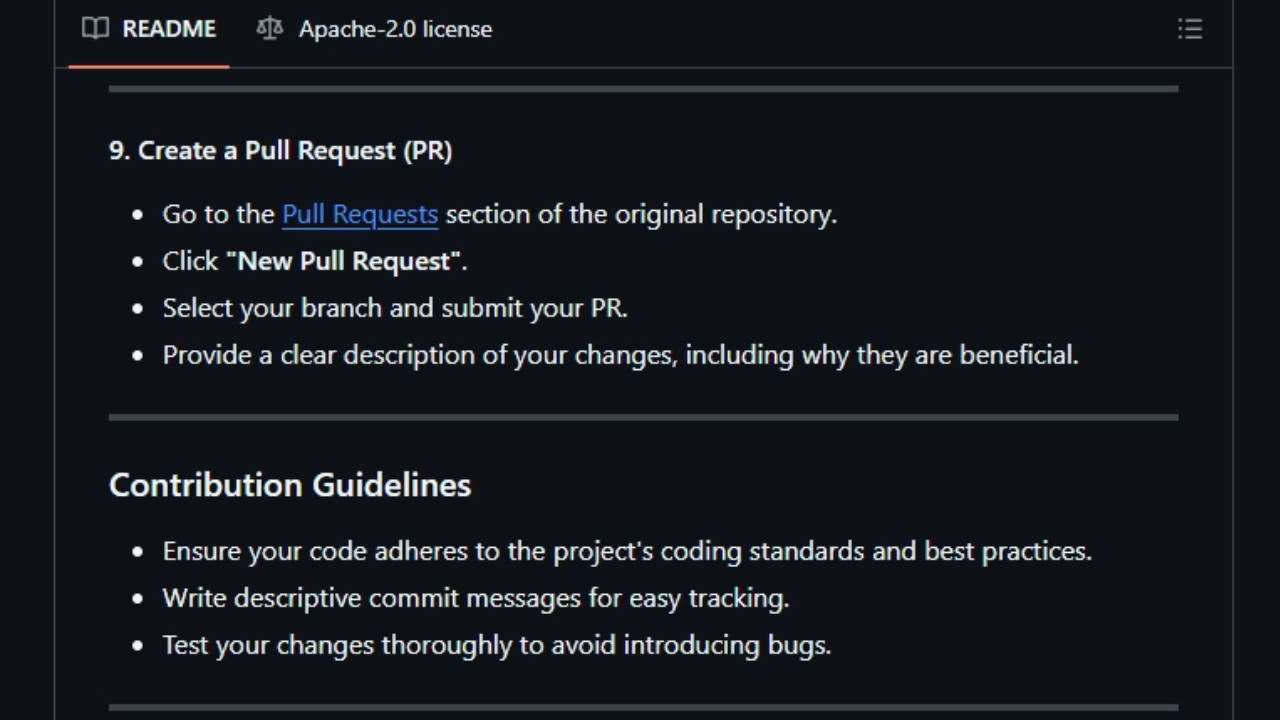 README Apache-2.0 license
9. Create a Pull Request (PR)
Go to the Pull Requests section of the original repository.
Click "New Pull Request".
Select your branch and submit your PR.
Provide a clear description of your changes, including why they are beneficial.
Contribution Guidelines
Ensure your code adheres to the project's coding standards and best practices.
Write descriptive commit messages for easy tracking.
Test your changes thoroughly to avoid introducing bugs.